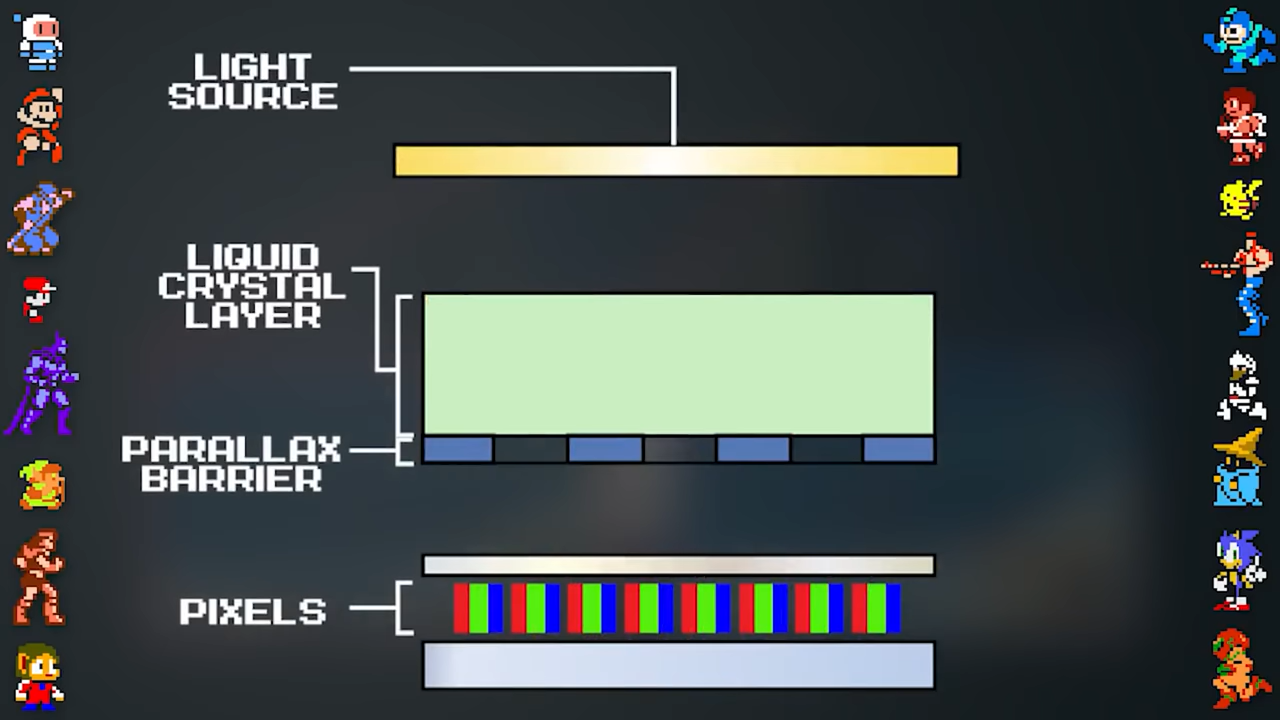 LIGHT
SOURCE
LIQUID
CRYSTAL
LAYER
PARALLAX
BARRIER
PIXELS